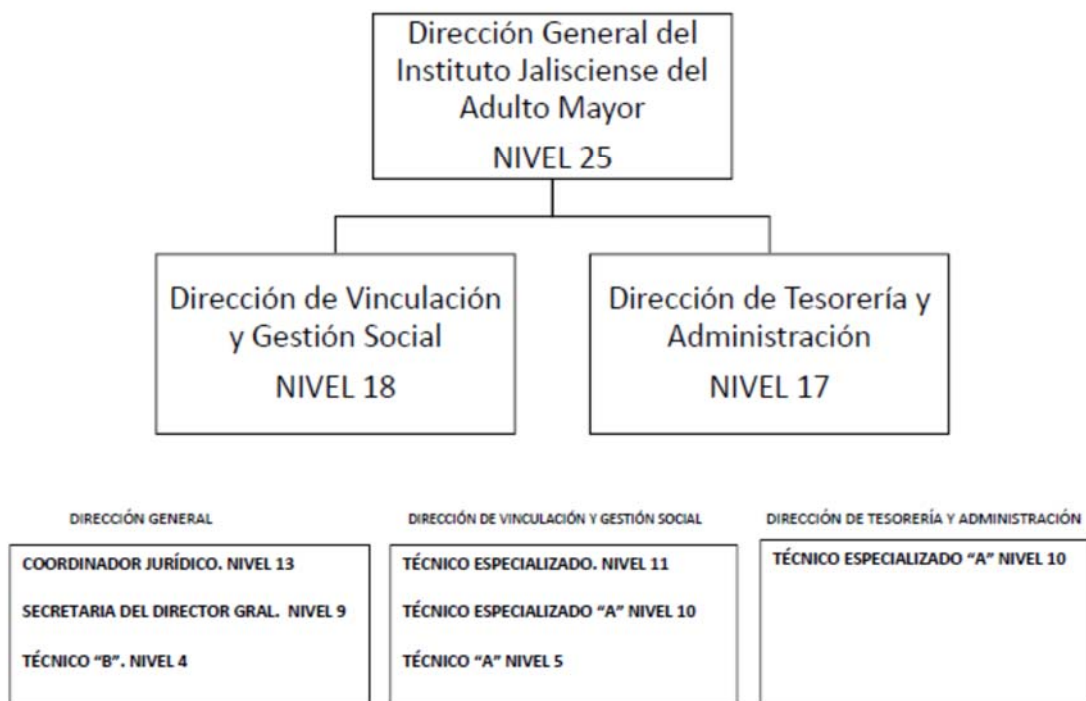 Dirección General del
Instituto Jalisciense del
Adulto Mayor
NIVEL 25
Dirección de Vinculación
y Gestión Social
NIVEL 18
Dirección de Tesorería y
Administración
NIVEL 17
DIRECCIÓN GENERAL
COORDINADOR JURÍDICO. NIVEL 13
SECRETARIA DEL DIRECTOR GRAL. NIVEL 9
TÉCNICO “B”. NIVEL 4
DIRECCIÓN DE VINCULACIÓN Y GESTIÓN SOCIAL
TÉCNICO ESPECIALIZADO. NIVEL 11
TÉCNICO ESPECIALIZADO “A” NIVEL 10
TÉCNICO “A” NIVEL 5
DIRECCIÓN DE TESORERÍA Y ADMINISTRACIÓN
TÉCNICO ESPECIALIZADO “A” NIVEL 10